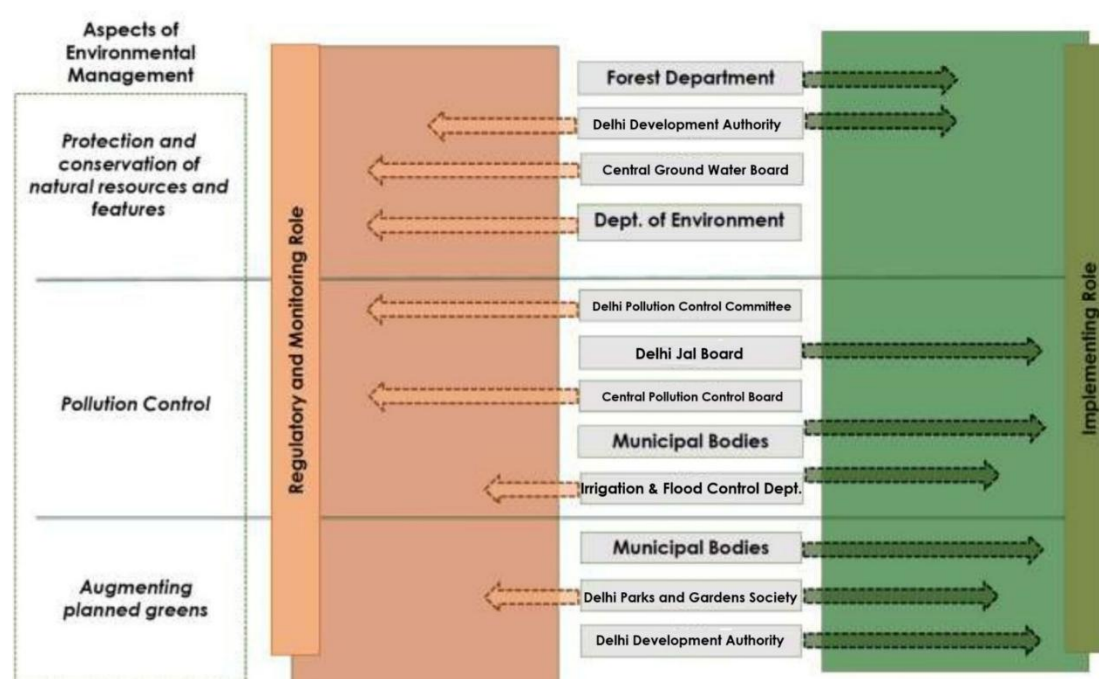 Aspects of
Environmental
Management
Protection and
conservation of
natural resources and
features
Pollution Control
Augmenting
planned greens
Regulatory and Monitoring Role
Forest Department
Delhi Development Authority
Central Ground Water Board
Dept. of Environment
Delhi Pollution Control Committee
Delhi Jal Board
Central Pollution Control Board
Municipal Bodies
Irrigation & Flood Control Dept.
Municipal Bodies
Delhi Parks and Gardens Society
Delhi Development Authority
Implementing Role